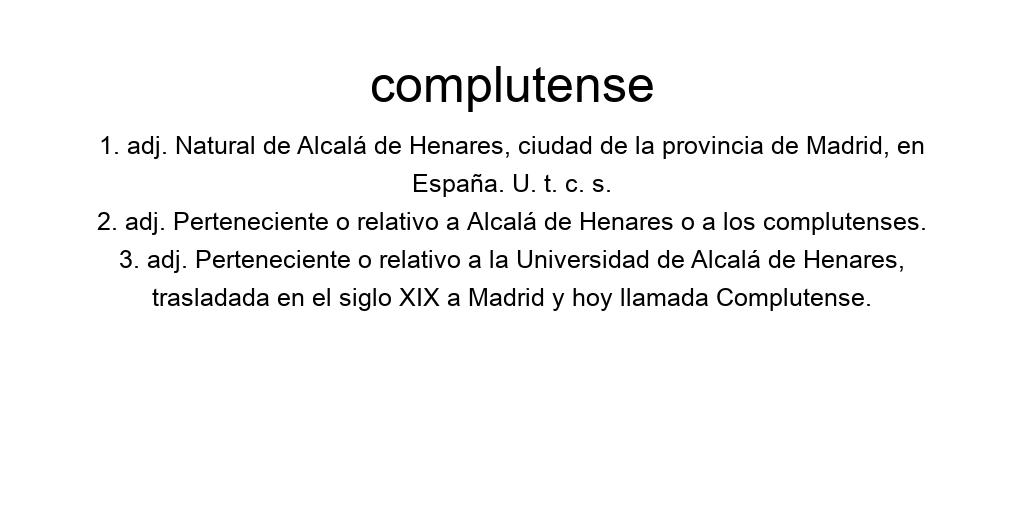 complutense
1. adj. Natural de Alcalá de Henares, ciudad de la provincia de Madrid, en
España. U. t. c. s.
2. adj. Perteneciente o relativo a Alcalá de Henares o a los complutenses.
3. adj. Perteneciente o relativo a la Universidad de Alcalá de Henares,
trasladada en el siglo XIX a Madrid y hoy llamada Complutense.